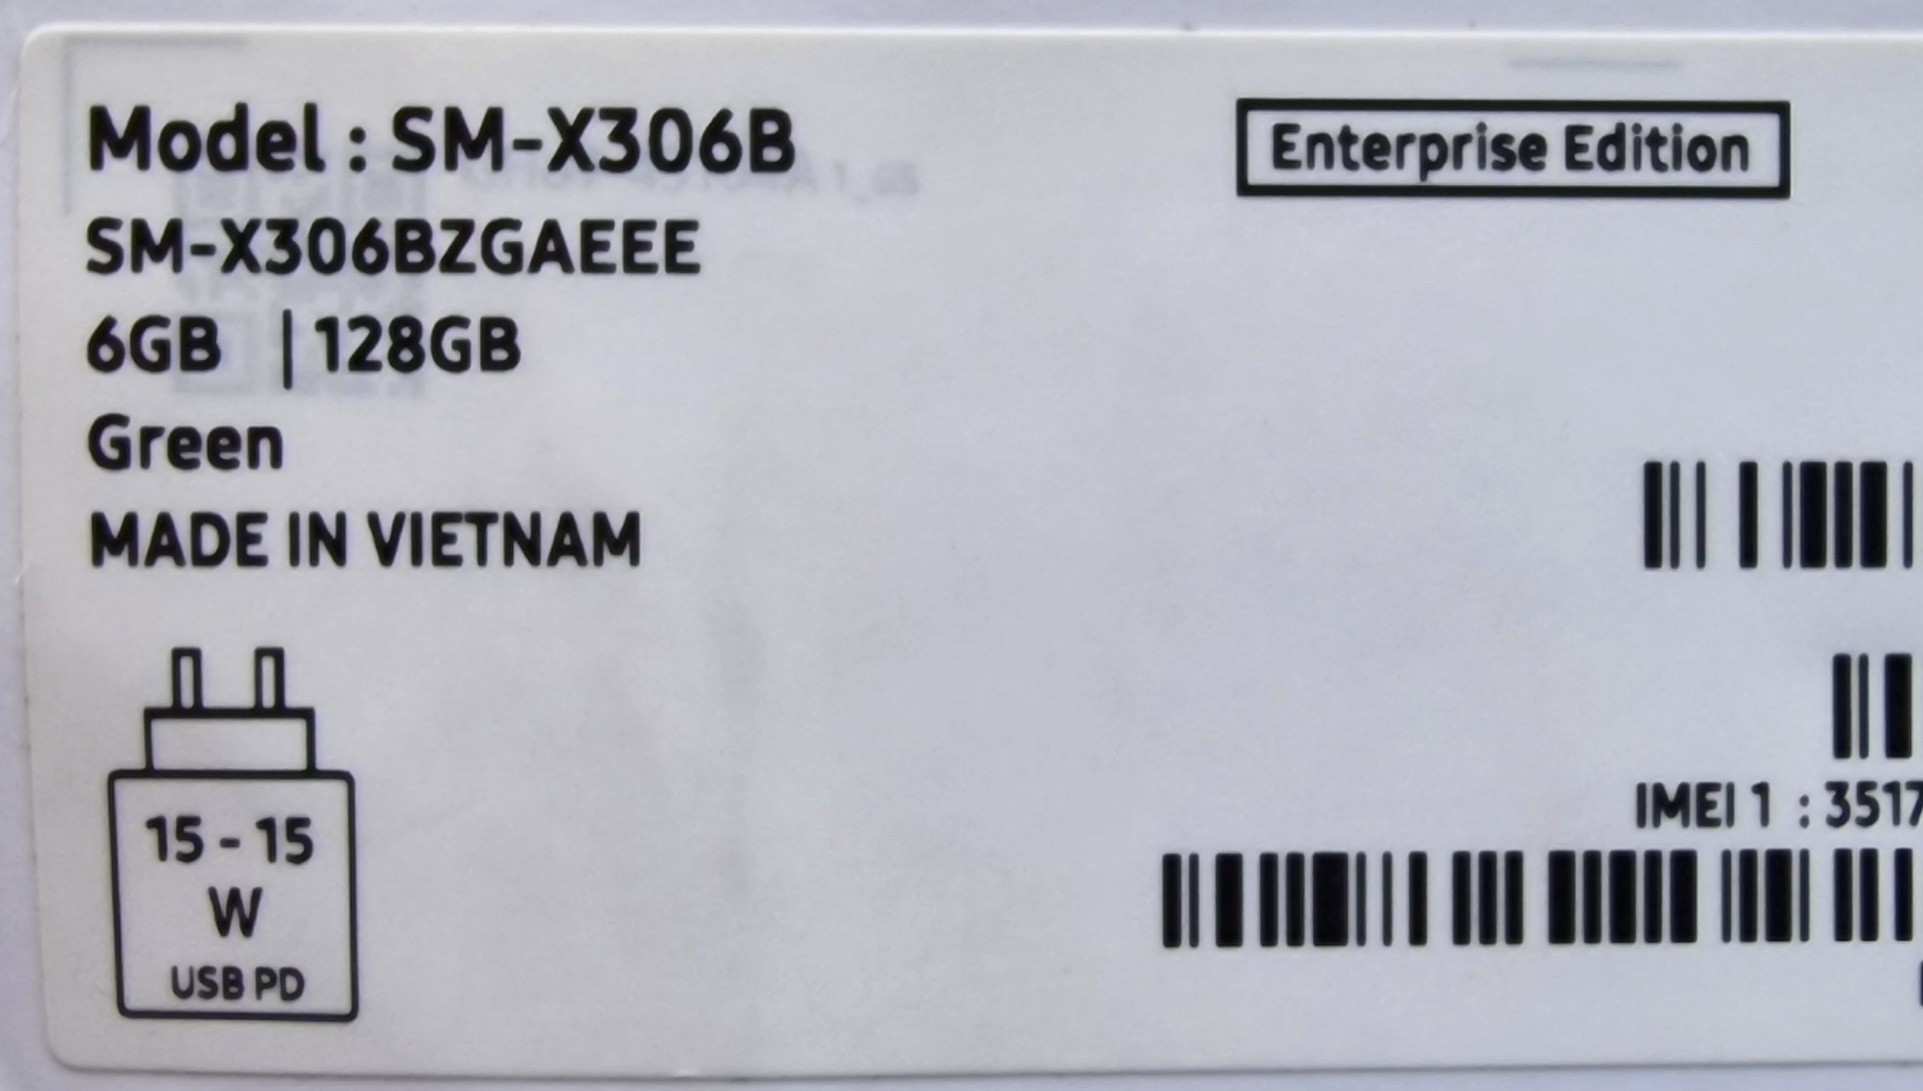 Model : SM-X306B
Enterprise Edition
SM-X306BZGAEEE
6GB | 128GB
Green
MADE IN VIETNAM
15 - 15
W
USB PD
IMEI 1 : 3517